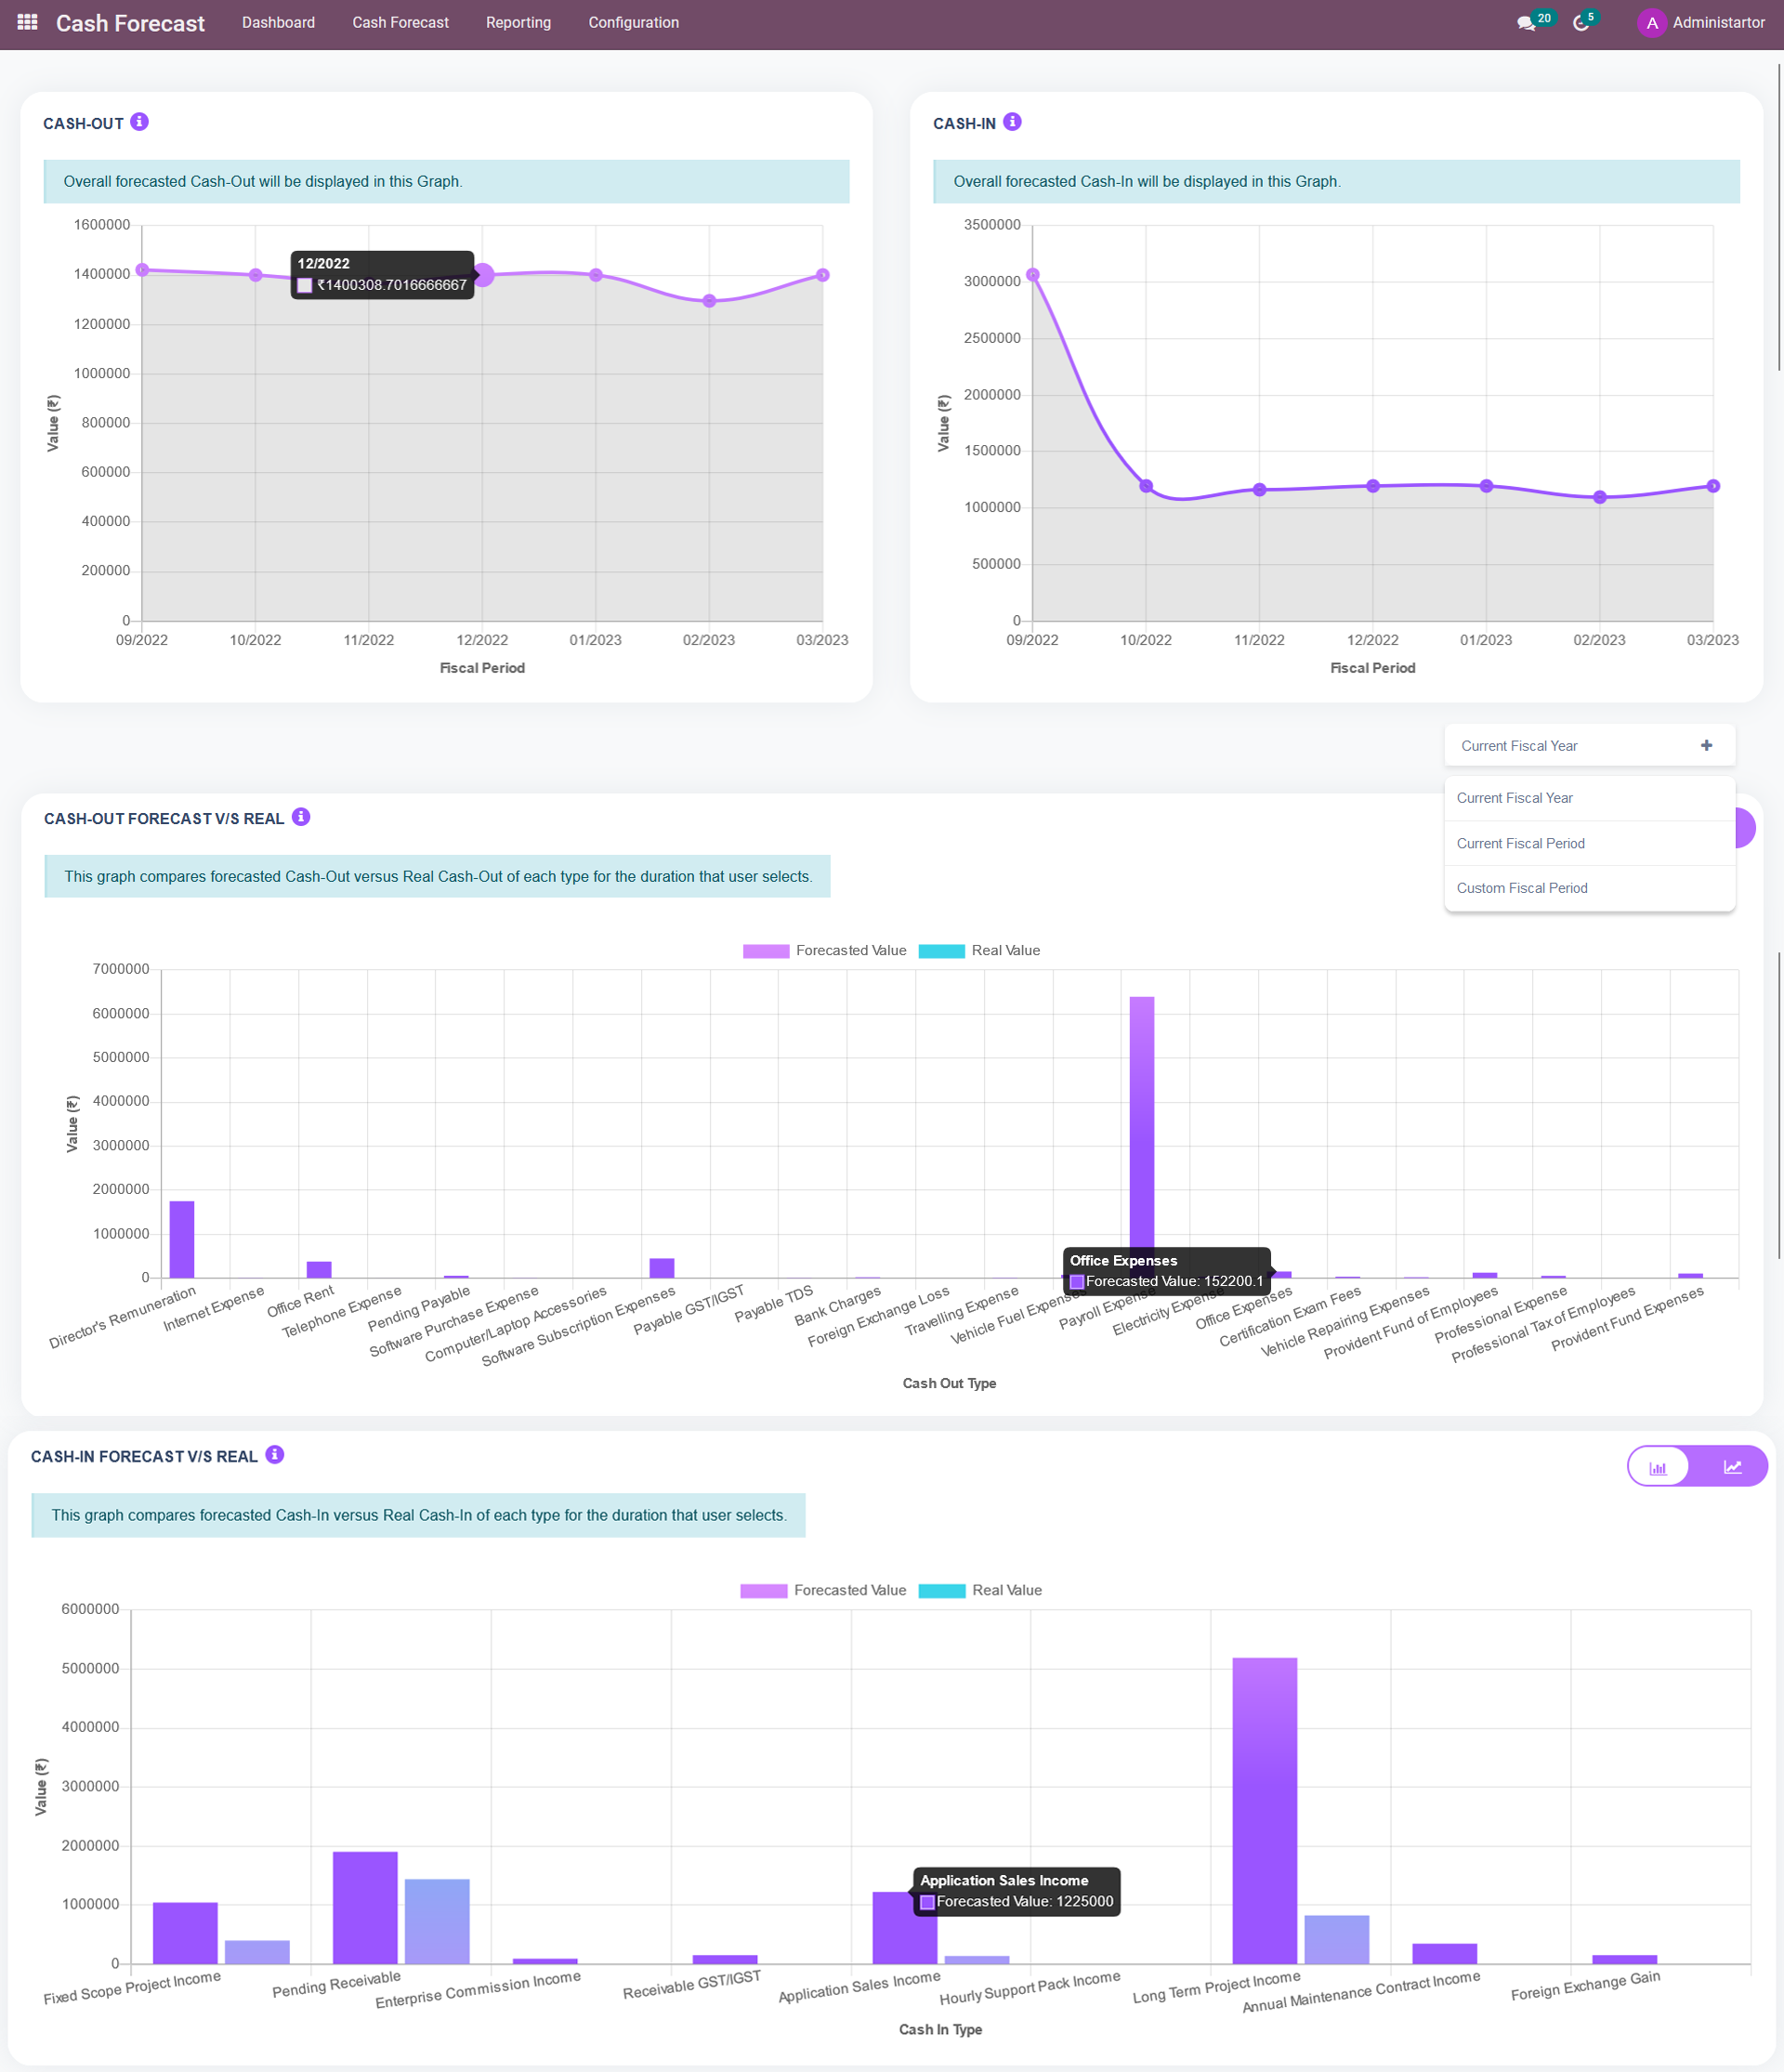 Cash Forecast Dashboard Cash Forecast Reporting Configuration 20 5 A Administartor
CASH-OUT
Overall forecasted Cash-Out will be displayed in this Graph.
1600000
1400000
1200000
1000000
800000
600000
400000
200000
0
Value (₹)
12/2022
₹1400308.7016666667
09/2022 10/2022 11/2022 12/2022 01/2023 02/2023 03/2023
Fiscal Period
CASH-IN
Overall forecasted Cash-In will be displayed in this Graph.
3500000
3000000
2500000
2000000
1500000
1000000
500000
0
Value (₹)
09/2022 10/2022 11/2022 12/2022 01/2023 02/2023 03/2023
Fiscal Period
Current Fiscal Year
Current Fiscal Year
Current Fiscal Period
Custom Fiscal Period
CASH-OUT FORECAST V/S REAL
This graph compares forecasted Cash-Out versus Real Cash-Out of each type for the duration that user selects.
Forecasted Value Real Value
7000000
6000000
5000000
4000000
3000000
2000000
1000000
0
Value (₹)
Office Expenses
Forecasted Value: 152200.1
Director's Remuneration
Internet Expense
Office Rent
Telephone Expense
Pending Payable
Software Purchase Expense
Computer/Laptop Accessories
Software Subscription Expenses
Payable GST/IGST
Payable TDS
Bank Charges
Foreign Exchange Loss
Travelling Expense
Vehicle Fuel Expenses
Payroll Expense
Electricity Expense
Office Expenses
Certification Exam Fees
Vehicle Repairing Expenses
Provident Fund of Employees
Professional Expense
Professional Tax of Employees
Provident Fund Expenses
Cash Out Type
CASH-IN FORECAST V/S REAL
This graph compares forecasted Cash-In versus Real Cash-In of each type for the duration that user selects.
Forecasted Value Real Value
6000000
5000000
4000000
3000000
2000000
1000000
0
Value (₹)
Application Sales Income
Forecasted Value: 1225000
Fixed Scope Project Income
Pending Receivable
Enterprise Commission Income
Receivable GST/IGST
Application Sales Income
Hourly Support Pack Income
Long Term Project Income
Annual Maintenance Contract Income
Foreign Exchange Gain
Cash In Type